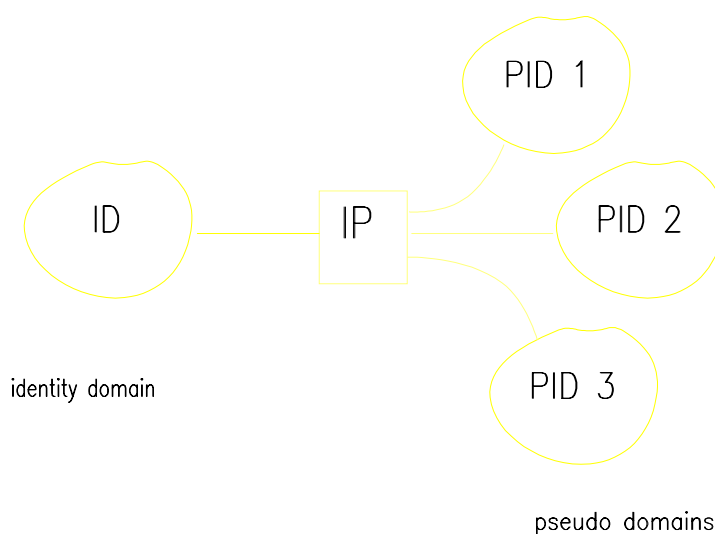 PID 1
ID
IP
PID 2
PID 3
identity domain
pseudo domains